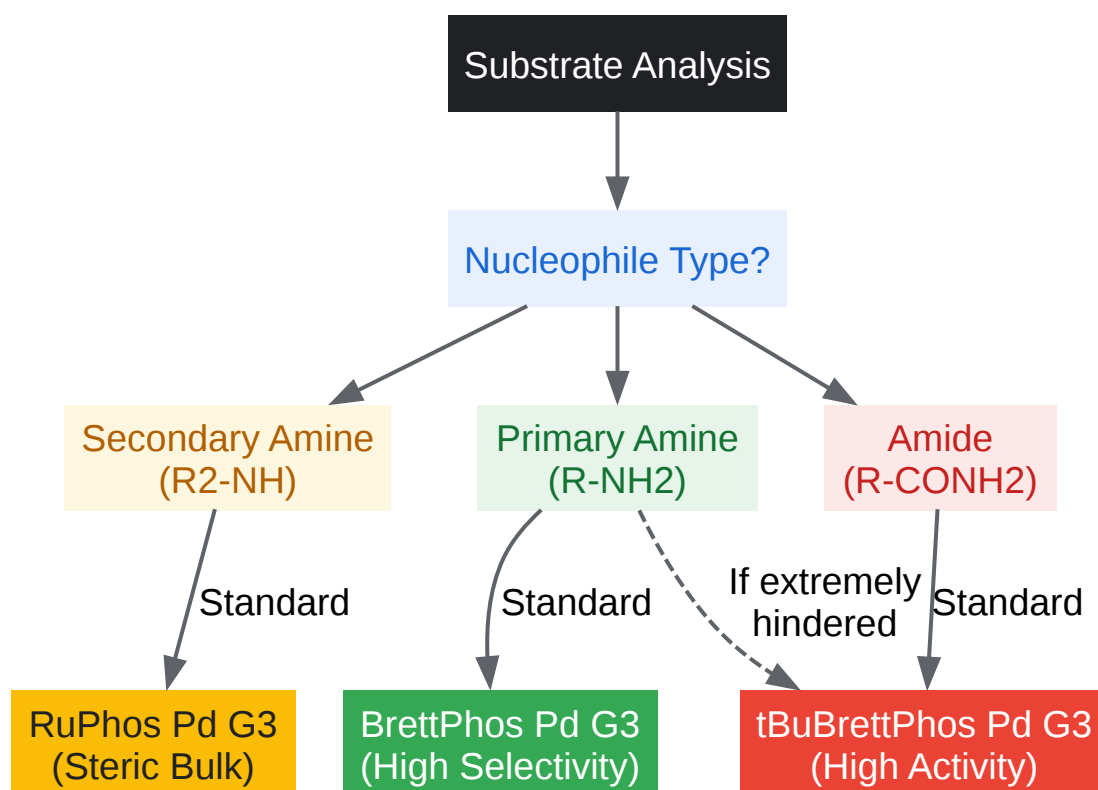 Substrate Analysis
Nucleophile Type?
Secondary Amine
(R2-NH)
Primary Amine
(R-NH2)
Amide
(R-CONH2)
Standard
Standard
If extremely
hindered
Standard
RuPhos Pd G3
(Steric Bulk)
BrettPhos Pd G3
(High Selectivity)
tBuBrettPhos Pd G3
(High Activity)